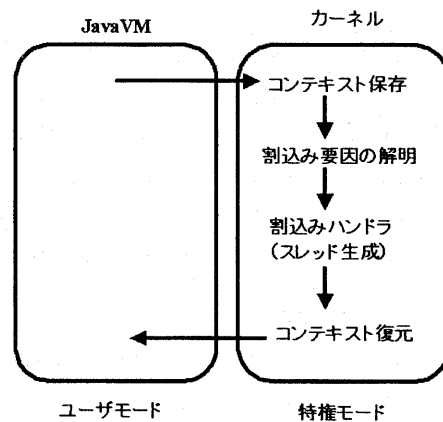 JavaVM
カーネル
コンテキスト保存
割込み要因の解明
割込みハンドラ
(スレッド生成)
コンテキスト復元
ユーザモード
特権モード